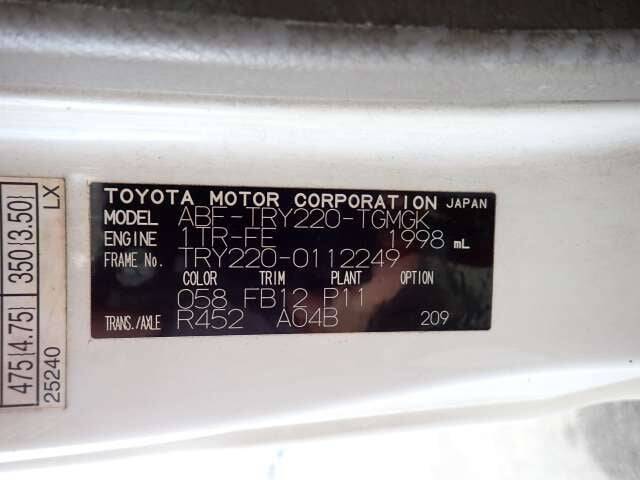 TOYOTA MOTOR CORPORATION JAPAN
MODEL ABF-TRY220-TGMGK
ENGINE 1TR-FE 1998 mL
FRAME No. TRY220-0112249
COLOR TRIM PLANT OPTION
058 FB12 P11
TRANS./AXLE R452 A04B 209
475(4.75) 350(3.50)
25240 LX